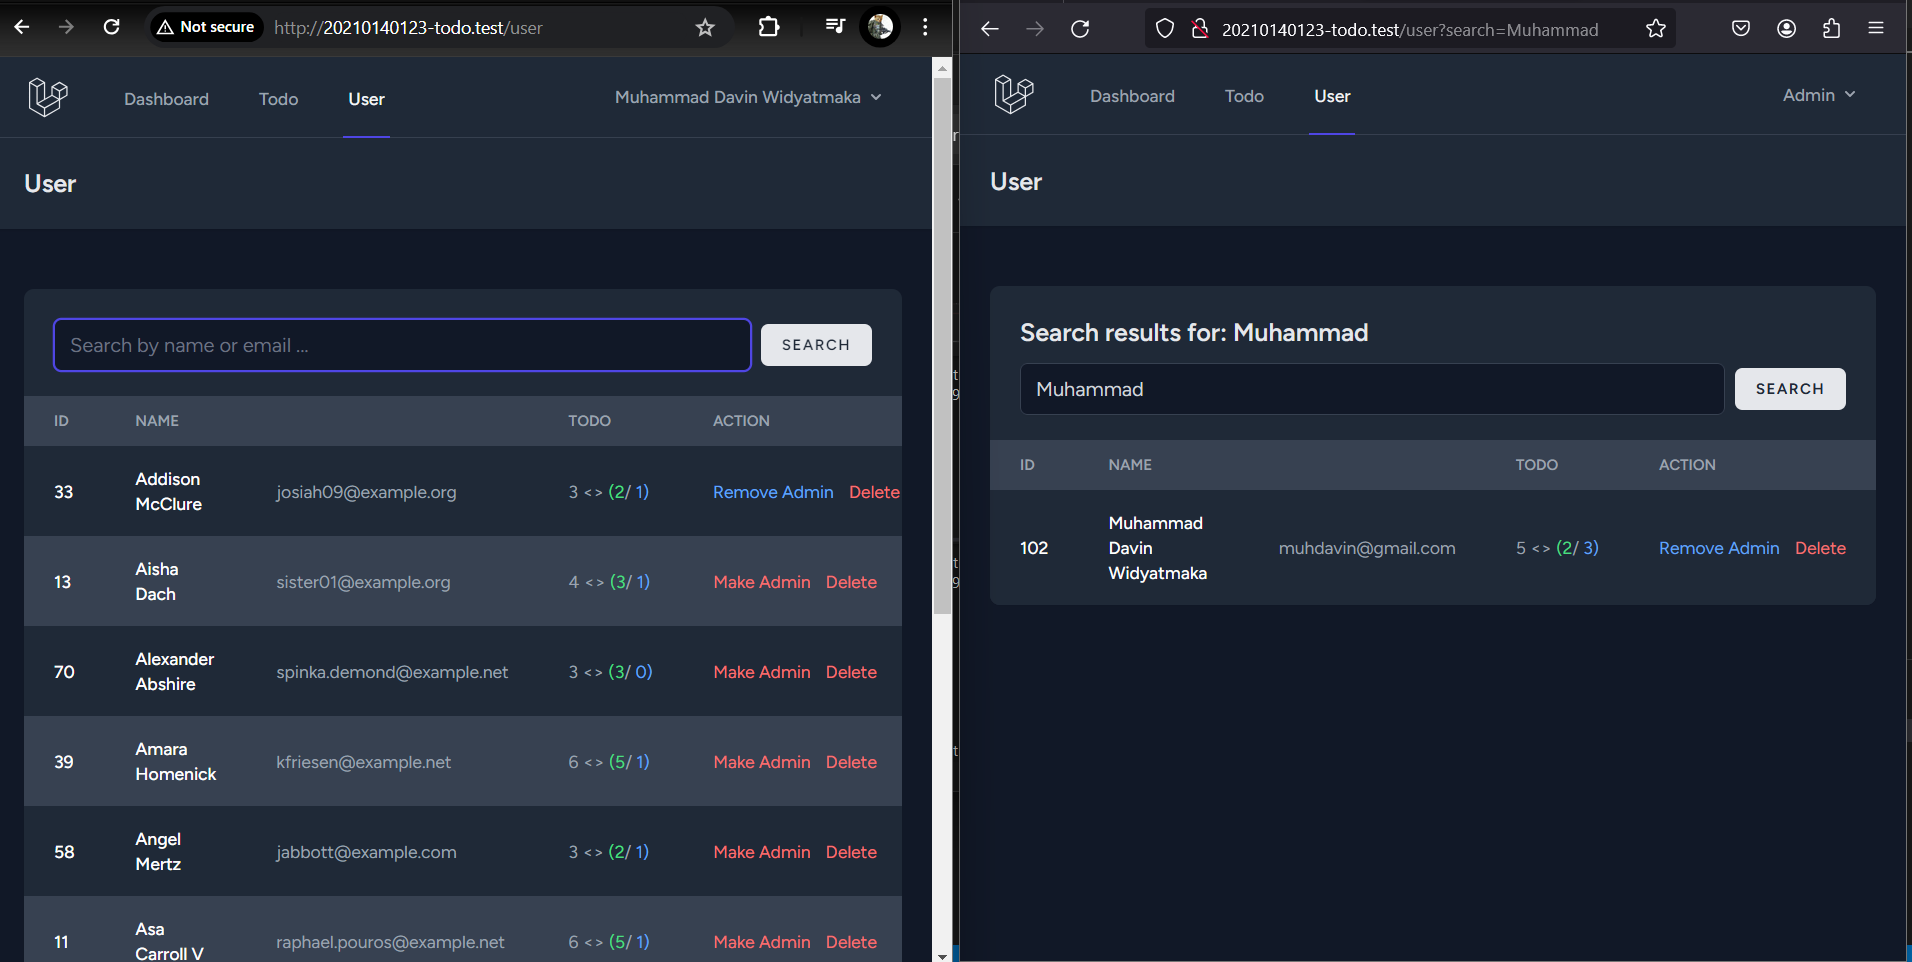 Not secure http://20210140123-todo.test/user
Dashboard Todo User Muhammad Davin Widyatmaka
User
Search by name or email ...
SEARCH
ID NAME TODO ACTION
33 Addison McClure josiah09@example.org 3 <> (2/ 1) Remove Admin Delete
13 Aisha Dach sister01@example.org 4 <> (3/ 1) Make Admin Delete
70 Alexander Abshire spinka.demond@example.net 3 <> (3/ 0) Make Admin Delete
39 Amara Homenick kfriesen@example.net 6 <> (5/ 1) Make Admin Delete
58 Angel Mertz jabbott@example.com 3 <> (2/ 1) Make Admin Delete
11 Asa Carroll V raphael.pouros@example.net 6 <> (5/ 1) Make Admin Delete
20210140123-todo.test/user?search=Muhammad
Dashboard Todo User Admin
User
Search results for: Muhammad
Muhammad
SEARCH
ID NAME TODO ACTION
102 Muhammad Davin Widyatmaka muhdavin@gmail.com 5 <> (2/ 3) Remove Admin Delete